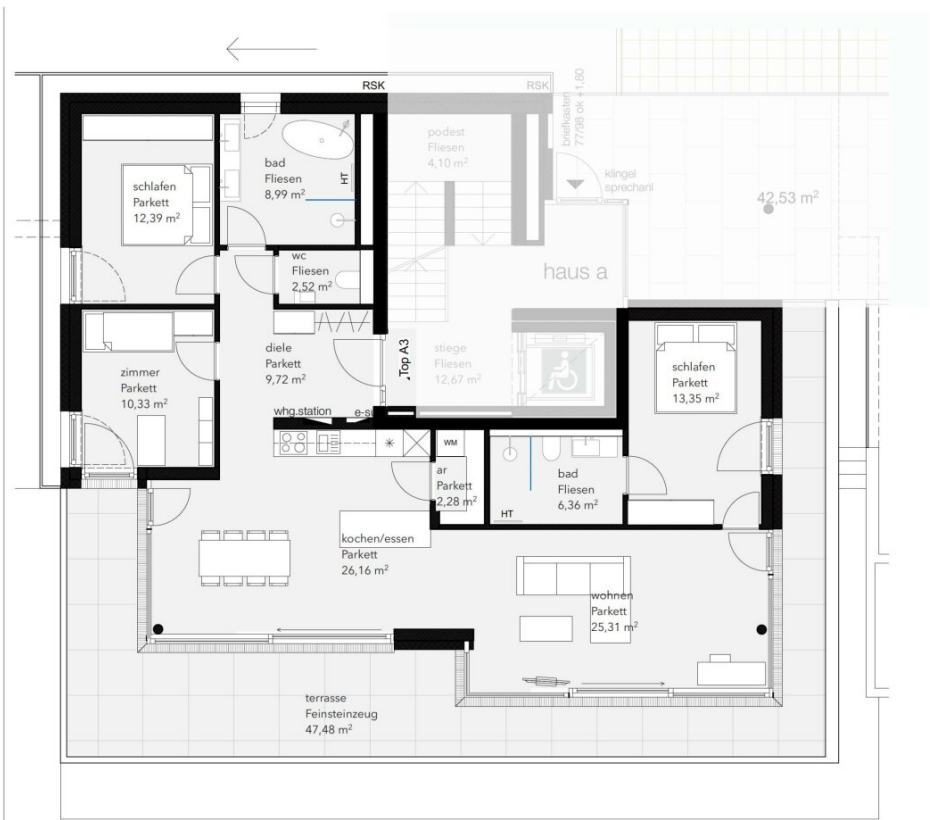 RSK
RSK
briefkasten
77/98 ok +1,80
podest
Fliesen
4,10 m²
klingel
sprechanl
42,53 m²
haus a
bad
Fliesen
8,99 m²
HT
schlafen
Parkett
12,39 m²
wc
Fliesen
2,52 m²
diele
Parkett
9,72 m²
Top A3
stiege
Fliesen
12,67 m²
zimmer
Parkett
10,33 m²
schlafen
Parkett
13,35 m²
whg.station
WM
ar
Parkett
2,28 m²
bad
Fliesen
6,36 m²
HT
kochen/essen
Parkett
26,16 m²
wohnen
Parkett
25,31 m²
terrasse
Feinsteinzeug
47,48 m²